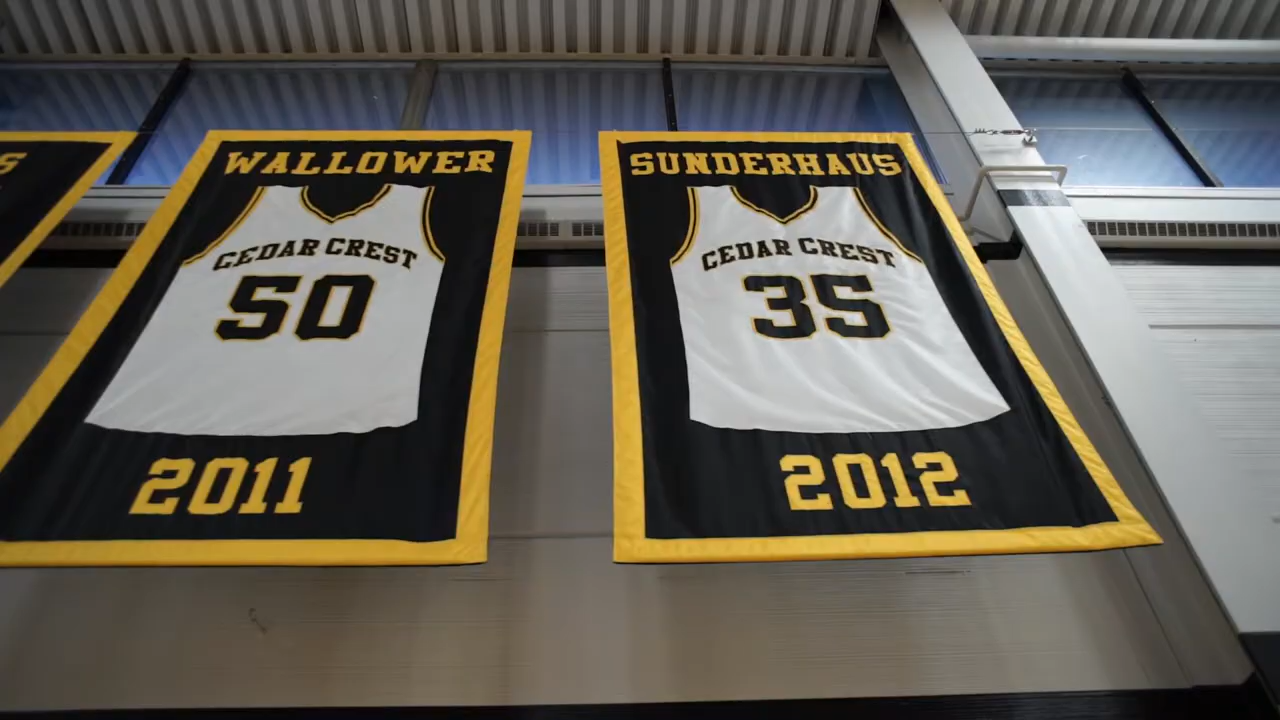 WALLOWER
CEDAR CREST
50
2011
SUNDERHAUS
CEDAR CREST
35
2012